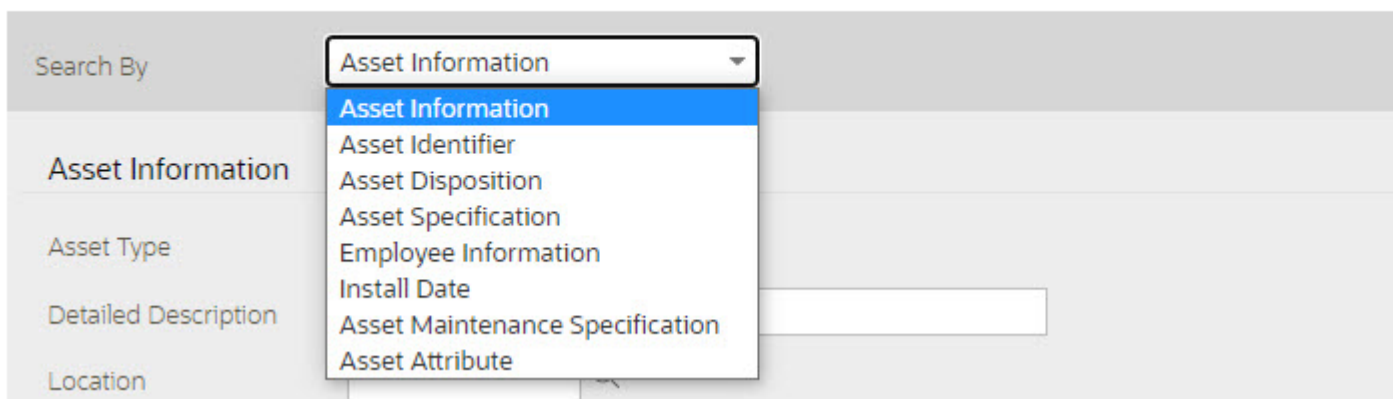 Search By
Asset Information
Asset Information
Asset Identifier
Asset Disposition
Asset Specification
Employee Information
Install Date
Asset Maintenance Specification
Asset Attribute
Asset Information
Asset Type
Detailed Description
Location